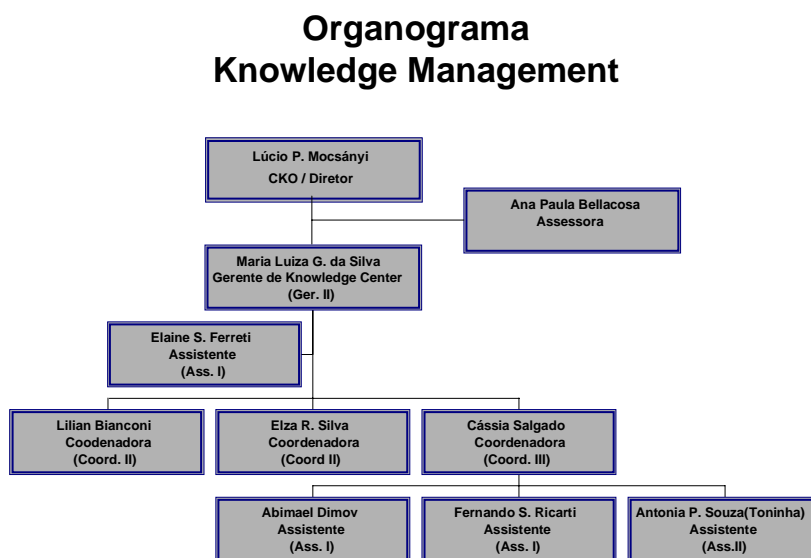 Organograma
Knowledge Management
Lúcio P. Mocsányi
CKO / Diretor
Ana Paula Bellacosa
Assessora
Maria Luiza G. da Silva
Gerente de Knowledge Center
(Ger. II)
Elaine S. Ferreti
Assistente
(Ass. I)
Lilian Bianconi
Coodenadora
(Coord. II)
Elza R. Silva
Coordenadora
(Coord II)
Cássia Salgado
Coordenadora
(Coord. III)
Abimael Dimov
Assistente
(Ass. I)
Fernando S. Ricarti
Assistente
(Ass. I)
Antonia P. Souza(Toninha)
Assistente
(Ass.II)